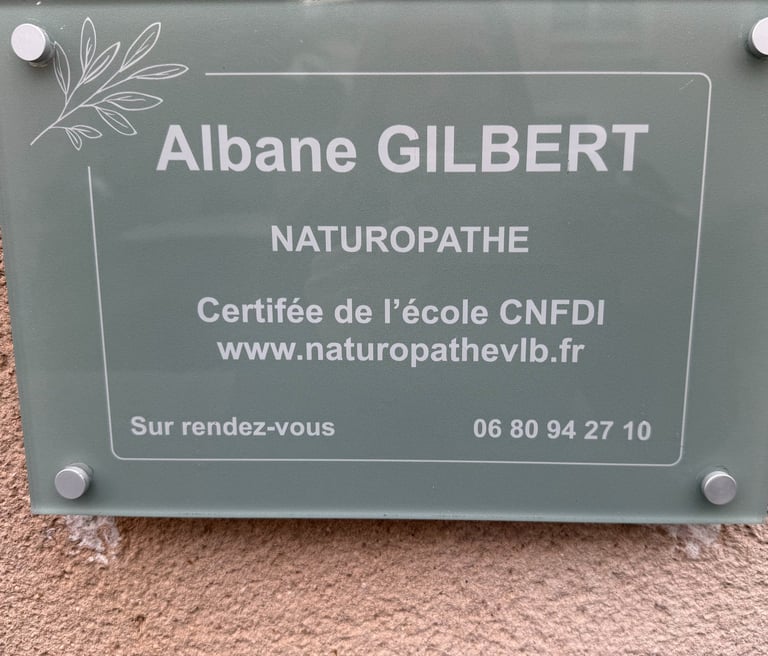 Albane GILBERT
NATUROPATHE
Certifée de l'école CNFDI
www.naturopathevlb.fr
Sur rendez-vous
06 80 94 27 10